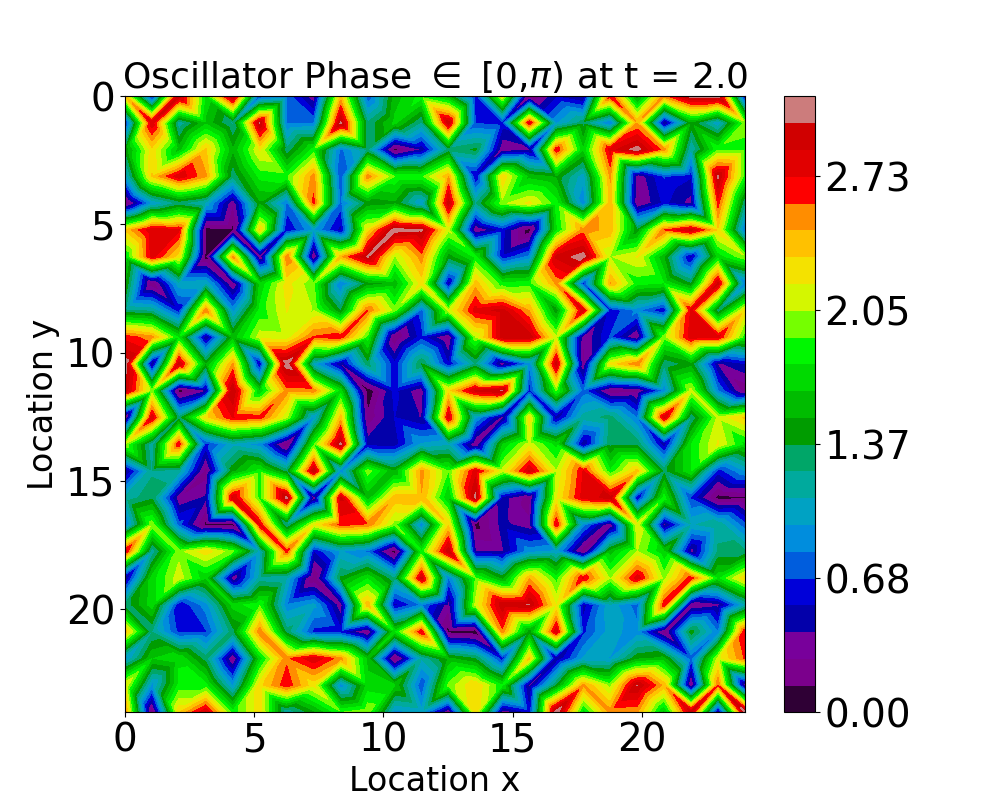 Oscillator Phase ∈ [0,π) at t = 2.0
0
5
10
15
20
Location y
0 5 10 15 20
Location x
2.73
2.05
1.37
0.68
0.00